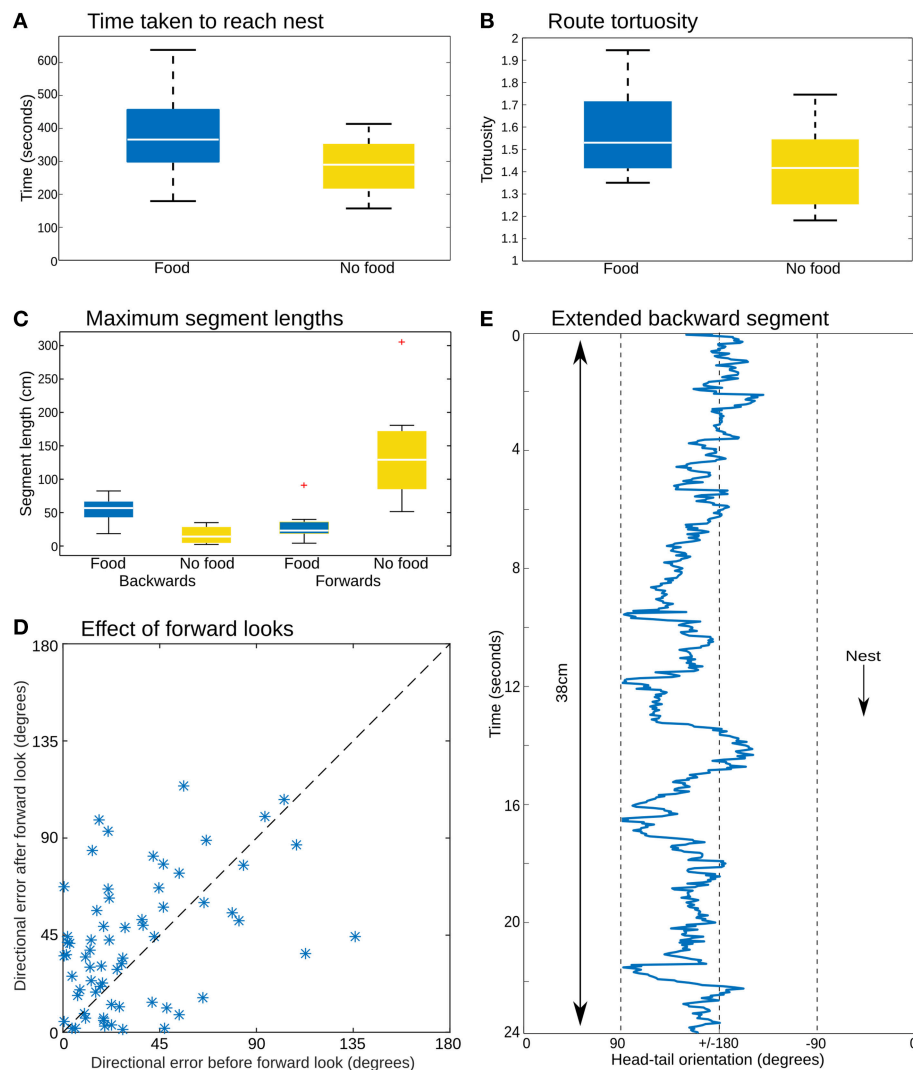 A Time taken to reach nest
Time (seconds)
600
500
400
300
200
100
0
Food No food
B Route tortuosity
Tortuosity
2
1.9
1.8
1.7
1.6
1.5
1.4
1.3
1.2
1.1
1
Food No food
C Maximum segment lengths
Segment length (cm)
300
250
200
150
100
50
0
Food No food Food No food
Backwards Forwards
D Effect of forward looks
Directional error after forward look (degrees)
180
135
90
45
0
0 45 90 135 180
Directional error before forward look (degrees)
E Extended backward segment
Time (seconds)
0
4
8
12
16
20
24
38cm
Nest
0 90 +/-180 -90 0
Head-tail orientation (degrees)